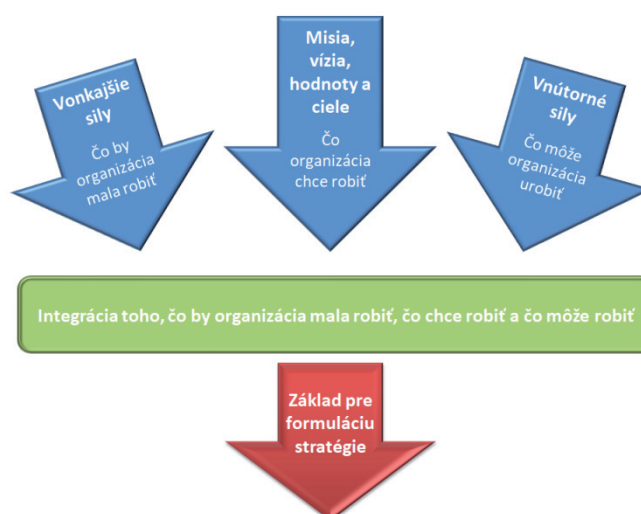 Vonkajšie
sily
Čo by
organizácia
mala robiť
Misia,
vízia,
hodnoty a
ciele
Čo
organizácia
chce robiť
Vnútorné
sily
Čo môže
organizácia
urobiť
Integrácia toho, čo by organizácia mala robiť, čo chce robiť a čo môže robiť
Základ pre
formuláciu
stratégie